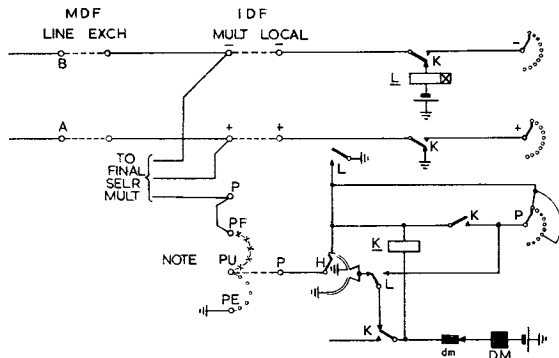 MDF IDF
LINE EXCH MULT LOCAL
− − −
B K
L
A + + + 
K
TO
FINAL
SELR
MULT
L
P K P
PF K
NOTE PU P H
L
PE
K
dm DM